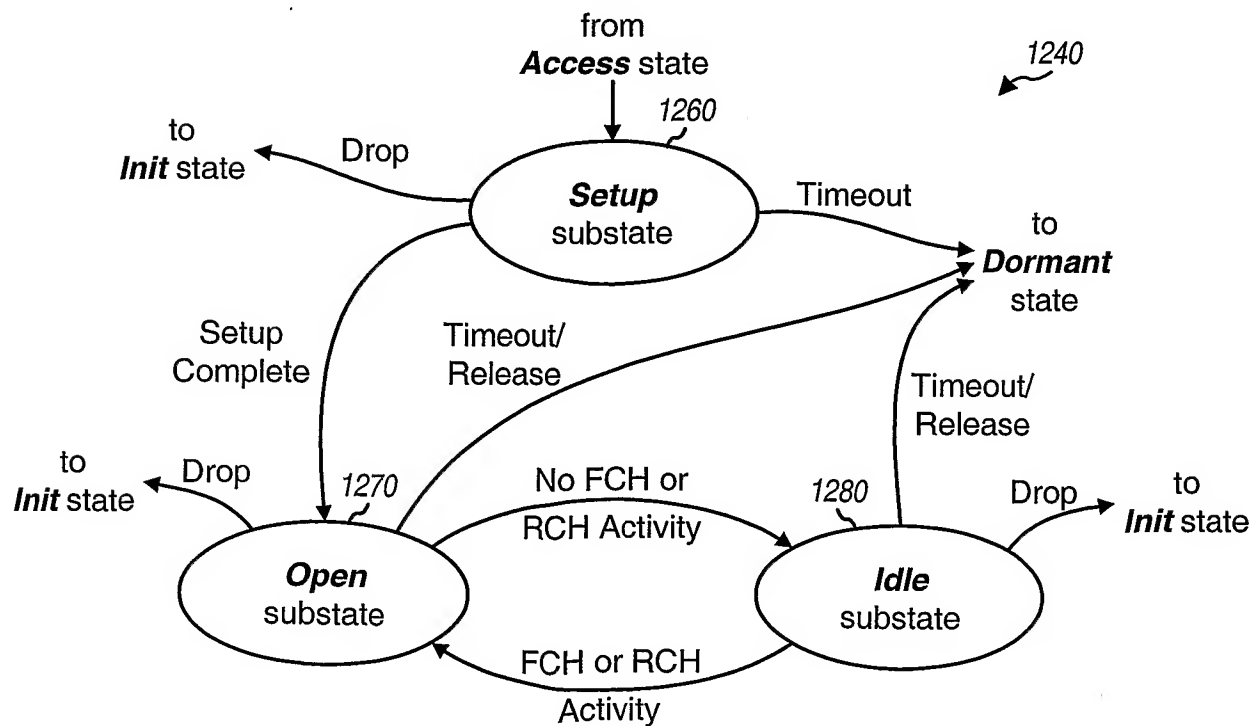 from
Access state
1240
1260
to
Init state
Drop
Setup
substate
Timeout
to
Dormant
state
Setup
Complete
Timeout/
Release
Timeout/
Release
to
Init state
Drop
1270
No FCH or
RCH Activity
1280
Drop
to
Init state
Open
substate
Idle
substate
FCH or RCH
Activity